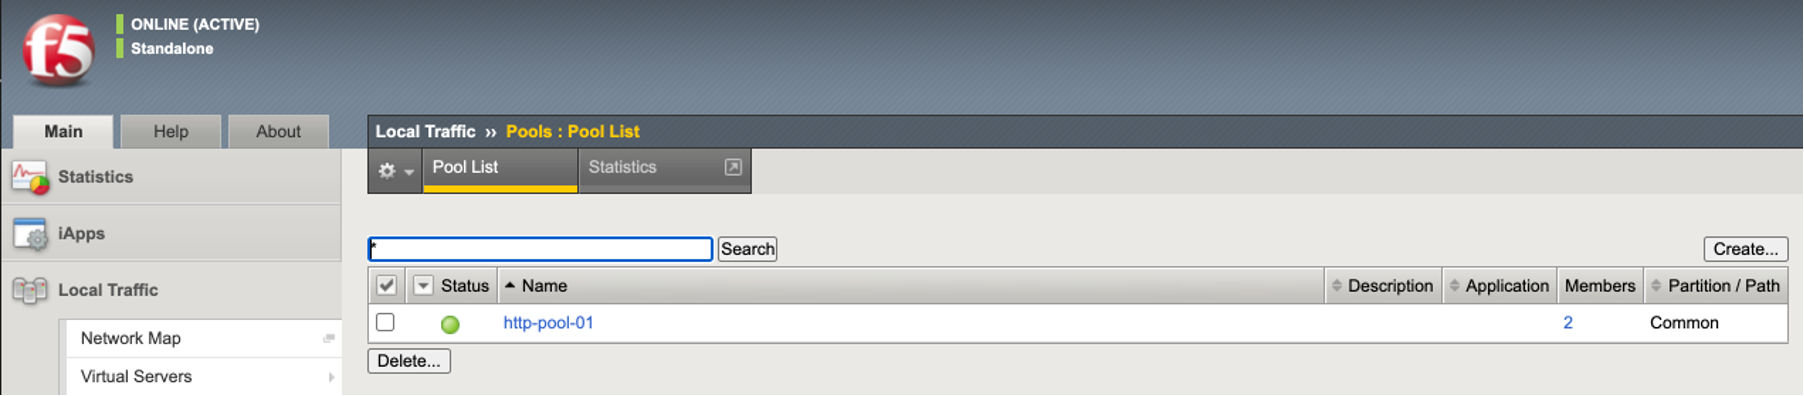 f5
ONLINE (ACTIVE)
Standalone
Main Help About
Local Traffic ›› Pools : Pool List
Pool List Statistics
Statistics
iApps
Local Traffic
Network Map
Virtual Servers
* Search Create...
Status Name Description Application Members Partition / Path
http-pool-01 2 Common
Delete...